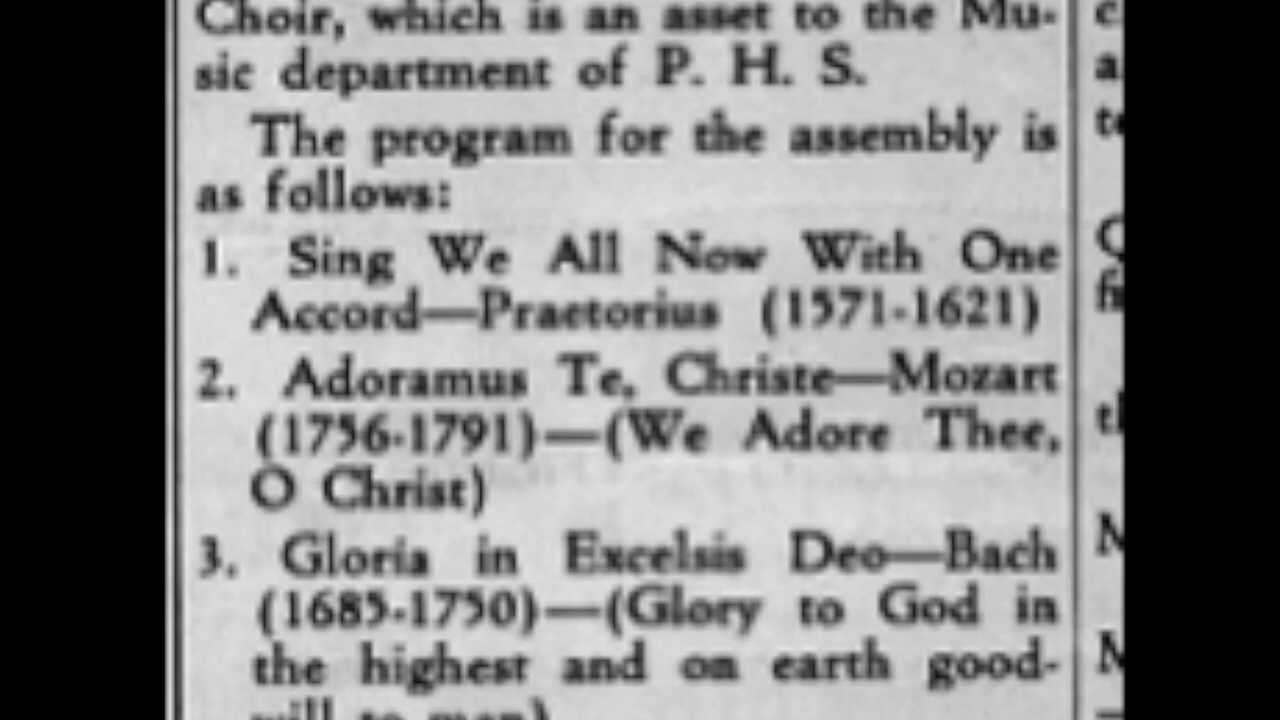 Choir, which is an asset to the Mu-
sic department of P. H. S.
The program for the assembly is
as follows:
1. Sing We All Now With One
Accord—Praetorius (1571-1621)
2. Adoramus Te, Christe—Mozart
(1756-1791)—(We Adore Thee,
O Christ)
3. Gloria in Excelsis Deo—Bach
(1685-1750)—(Glory to God in
the highest and on earth good-
will to men)